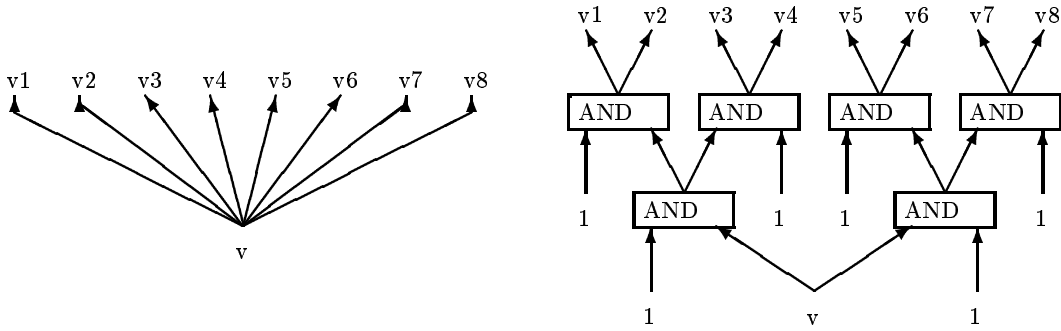 v1 v2 v3 v4 v5 v6 v7 v8
v
v1 v2 v3 v4 v5 v6 v7 v8
AND AND AND AND
1 AND 1 1 AND 1
1 v 1